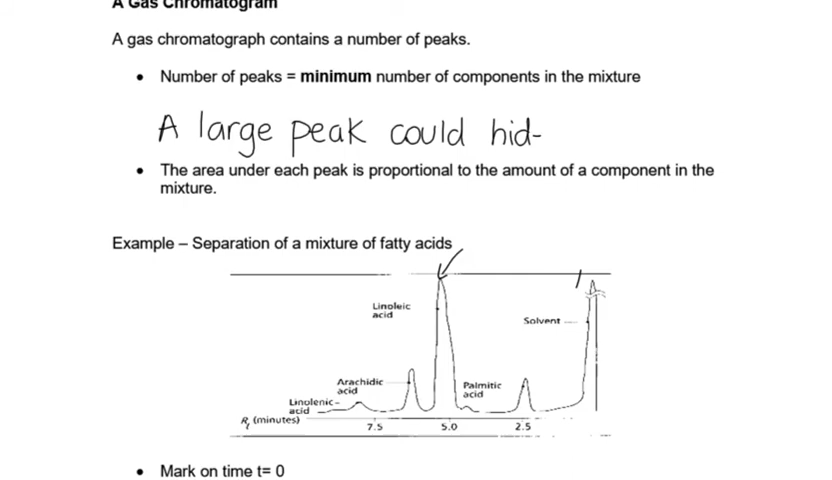 A Gas Chromatogram
A gas chromatograph contains a number of peaks.
• Number of peaks = minimum number of components in the mixture
A large peak could hid-
• The area under each peak is proportional to the amount of a component in the
mixture.
Example – Separation of a mixture of fatty acids
Linoleic
acid
Solvent
Arachidic
acid
Palmitic
acid
Linolenic
acid
Rt (minutes)
7.5 5.0 2.5
• Mark on time t= 0